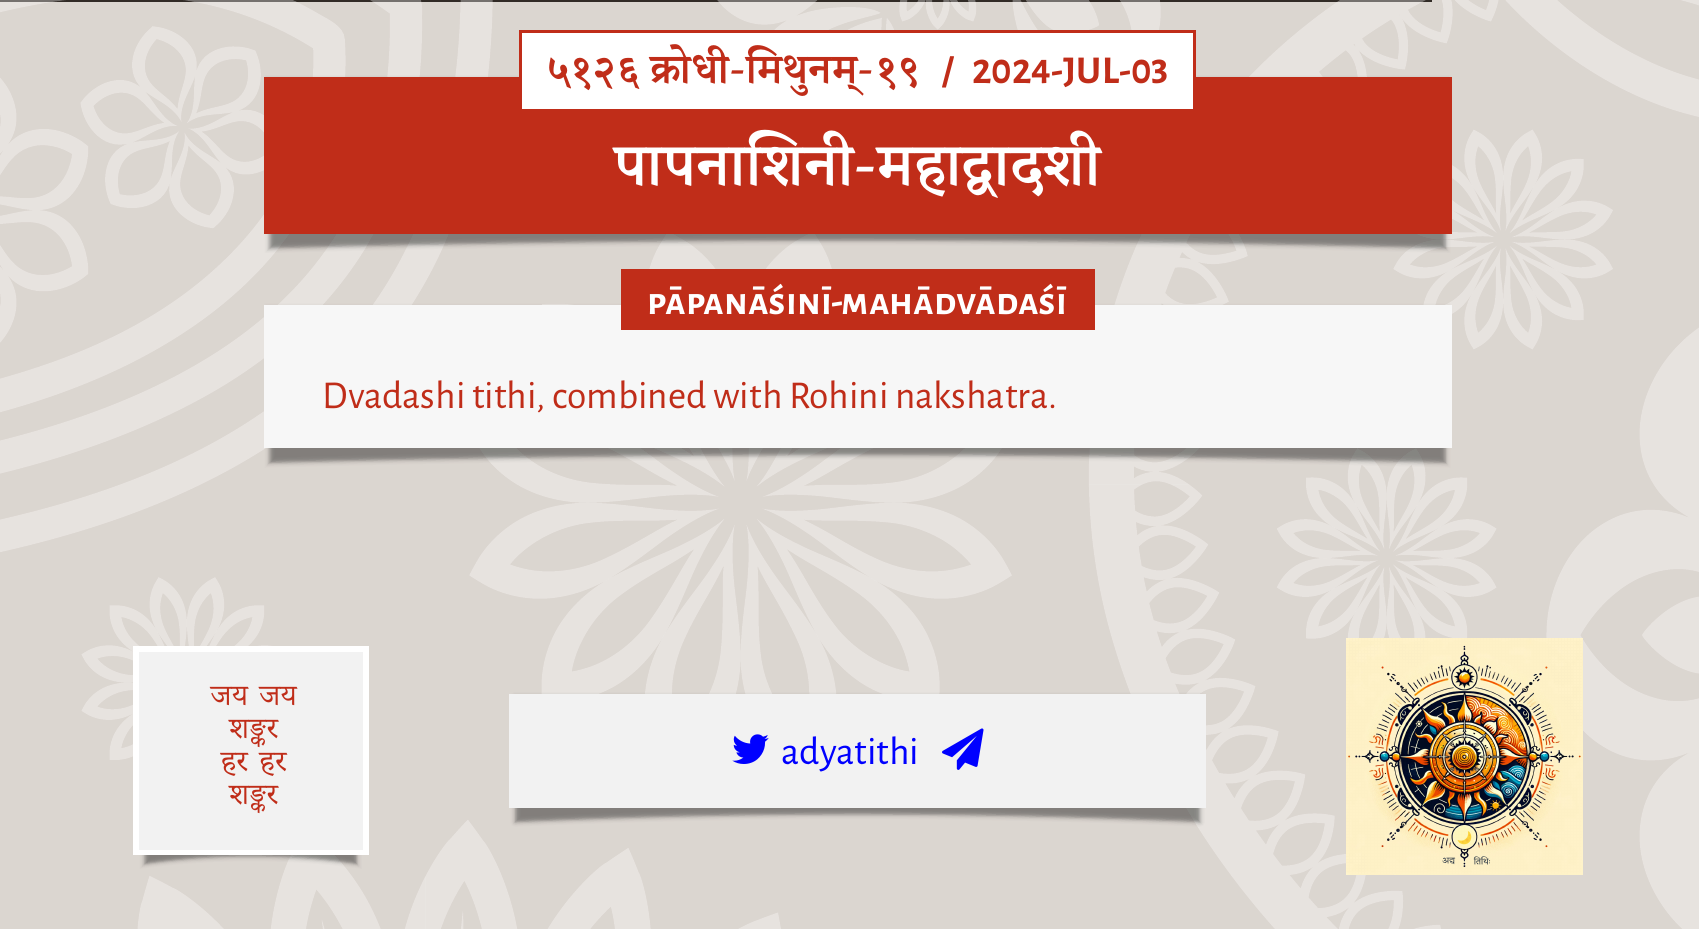 ५१२६ क्रोधी-मिथुनम्-१९ / 2024-JUL-03
पापनाशिनी-महाद्वादशी
PĀPANĀŚINĪ-MAHĀDVĀDAŚĪ
Dvadashi tithi, combined with Rohini nakshatra.
जय जय
शङ्कर
हर हर
शङ्कर
adyatithi
अद्य तिथिः